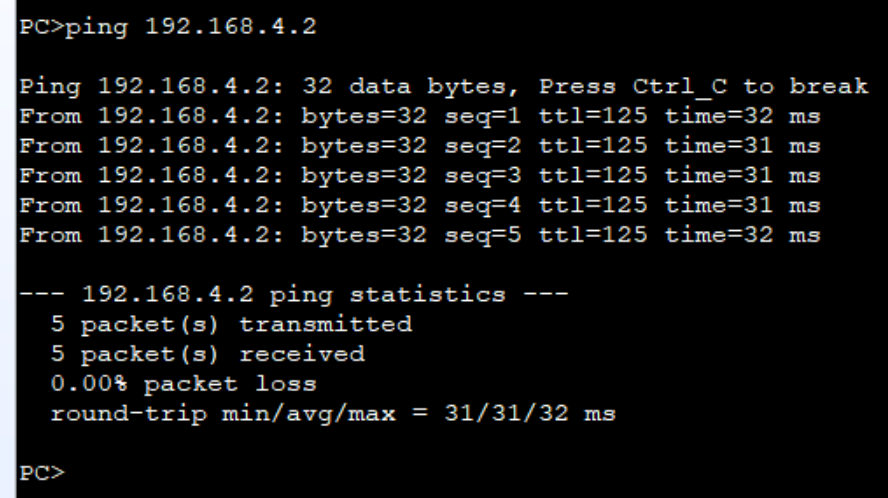 PC>ping 192.168.4.2
Ping 192.168.4.2: 32 data bytes, Press Ctrl_C to break
From 192.168.4.2: bytes=32 seq=1 ttl=125 time=32 ms
From 192.168.4.2: bytes=32 seq=2 ttl=125 time=31 ms
From 192.168.4.2: bytes=32 seq=3 ttl=125 time=31 ms
From 192.168.4.2: bytes=32 seq=4 ttl=125 time=31 ms
From 192.168.4.2: bytes=32 seq=5 ttl=125 time=32 ms
--- 192.168.4.2 ping statistics ---
5 packet(s) transmitted
5 packet(s) received
0.00% packet loss
round-trip min/avg/max = 31/31/32 ms
PC>